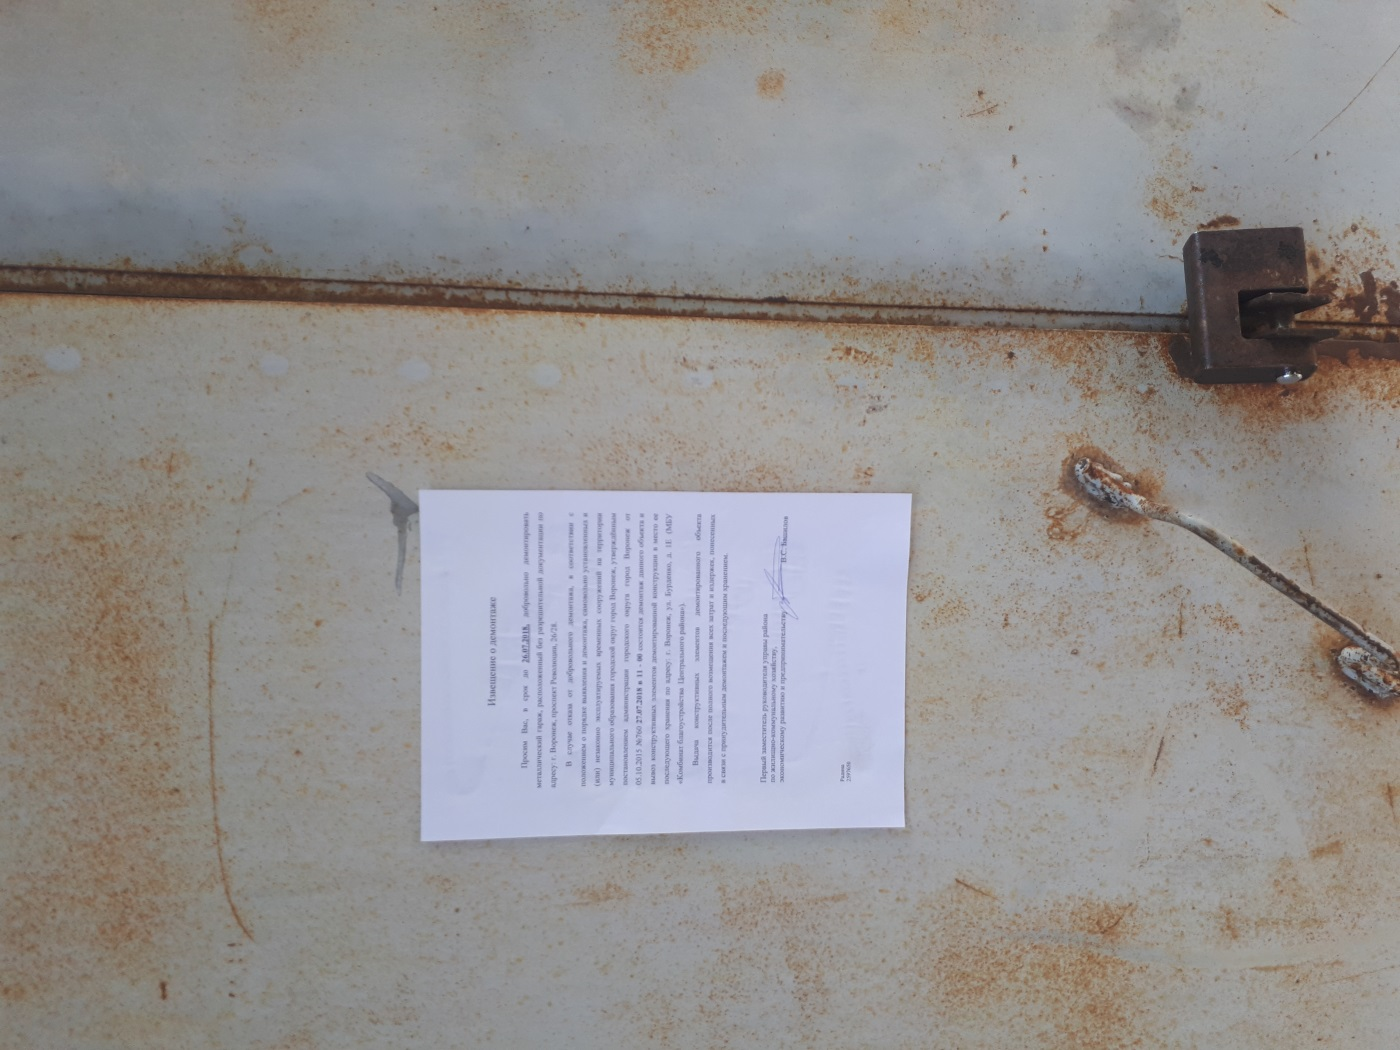 Извещение о демонтаже
Просим Вас, в срок до 26.07.2018 добровольно демонтировать
металлический гараж, расположенный без разрешительной документации по
адресу: г. Воронеж, проспект Революции, 26/28.
В случае отказа от добровольного демонтажа, в соответствии с
положением о порядке выявления и демонтажа, самовольно установленных и
(или) незаконно эксплуатируемых временных сооружений на территории
муниципального образования городской округ город Воронеж, утверждённым
постановлением администрации городского округа город Воронеж от
05.10.2015 №760 27.07.2018 в 11 - 00 состоится демонтаж данного объекта и
вывоз конструктивных элементов демонтированной конструкции в место ее
последующего хранения по адресу: г. Воронеж, ул. Бурденко, д. 1Е (МБУ
«Комбинат благоустройства Центрального района»).
Выдача конструктивных элементов демонтированного объекта
производится после полного возмещения всех затрат и издержек, понесенных
в связи с принудительным демонтажем и последующим хранением.
Первый заместитель руководителя управы района
по жилищно-коммунальному хозяйству,
экономическому развитию и предпринимательству В.С.